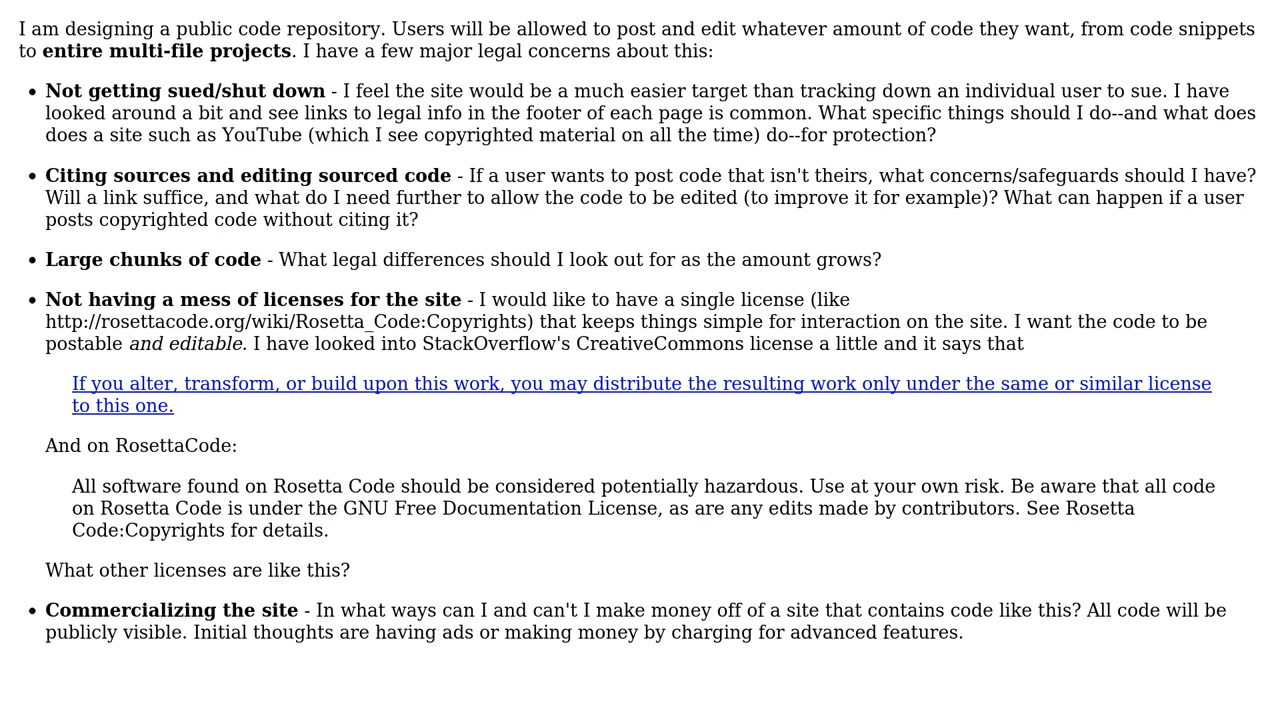 I am designing a public code repository. Users will be allowed to post and edit whatever amount of code they want, from code snippets
to entire multi-file projects. I have a few major legal concerns about this:
• Not getting sued/shut down - I feel the site would be a much easier target than tracking down an individual user to sue. I have
looked around a bit and see links to legal info in the footer of each page is common. What specific things should I do--and what does
does a site such as YouTube (which I see copyrighted material on all the time) do--for protection?
• Citing sources and editing sourced code - If a user wants to post code that isn't theirs, what concerns/safeguards should I have?
Will a link suffice, and what do I need further to allow the code to be edited (to improve it for example)? What can happen if a user
posts copyrighted code without citing it?
• Large chunks of code - What legal differences should I look out for as the amount grows?
• Not having a mess of licenses for the site - I would like to have a single license (like
http://rosettacode.org/wiki/Rosetta_Code:Copyrights) that keeps things simple for interaction on the site. I want the code to be
postable and editable. I have looked into StackOverflow's CreativeCommons license a little and it says that
If you alter, transform, or build upon this work, you may distribute the resulting work only under the same or similar license
to this one.
And on RosettaCode:
All software found on Rosetta Code should be considered potentially hazardous. Use at your own risk. Be aware that all code
on Rosetta Code is under the GNU Free Documentation License, as are any edits made by contributors. See Rosetta
Code:Copyrights for details.
What other licenses are like this?
• Commercializing the site - In what ways can I and can't I make money off of a site that contains code like this? All code will be
publicly visible. Initial thoughts are having ads or making money by charging for advanced features.